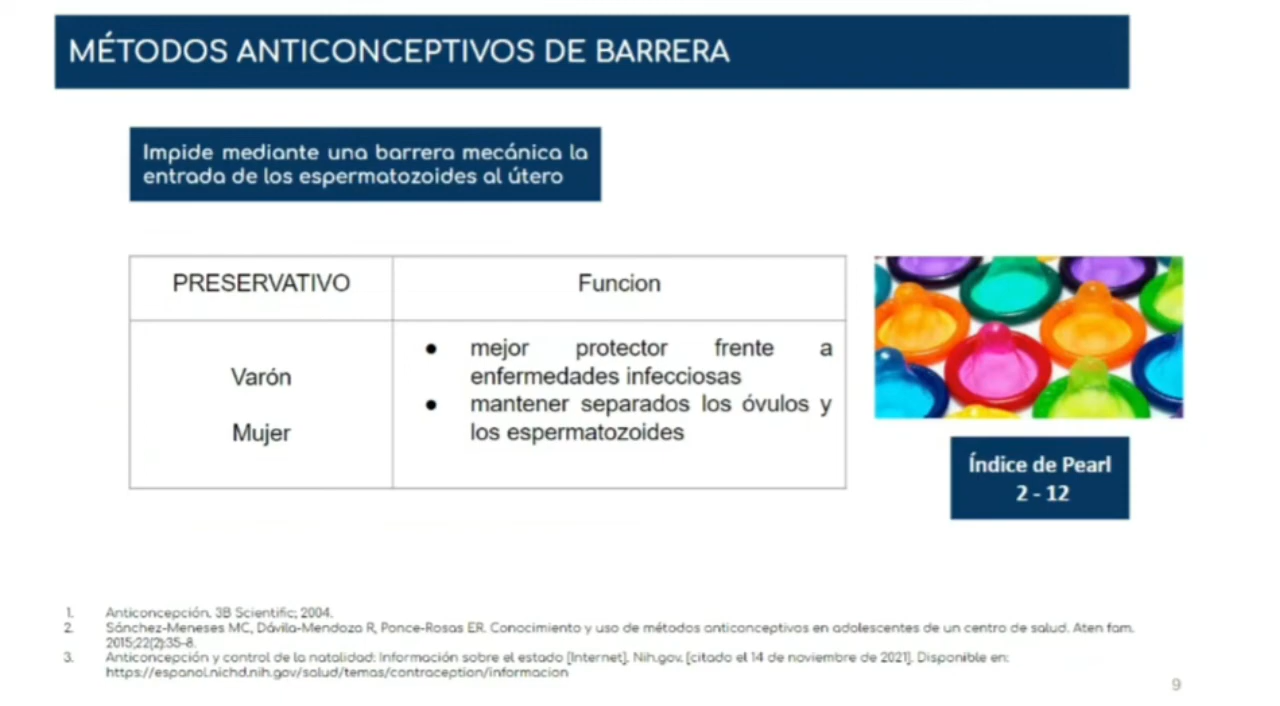 MÉTODOS ANTICONCEPTIVOS DE BARRERA
Impide mediante una barrera mecánica la
entrada de los espermatozoides al útero
PRESERVATIVO
Funcion
Varón
Mujer
● mejor protector frente a
enfermedades infecciosas
● mantener separados los óvulos y
los espermatozoides
Índice de Pearl
2 - 12
1. Anticoncepción. 3B Scientific; 2004.
2. Sánchez-Meneses MC, Dávila-Mendoza R, Ponce-Rosas ER. Conocimiento y uso de métodos anticonceptivos en adolescentes de un centro de salud. Aten fam.
2015;22(2):35-8.
3. Anticoncepción y control de la natalidad: Información sobre el estado [Internet]. Nih.gov. [citado el 14 de noviembre de 2021]. Disponible en:
https://espanol.nichd.nih.gov/salud/temas/contraception/informacion
9